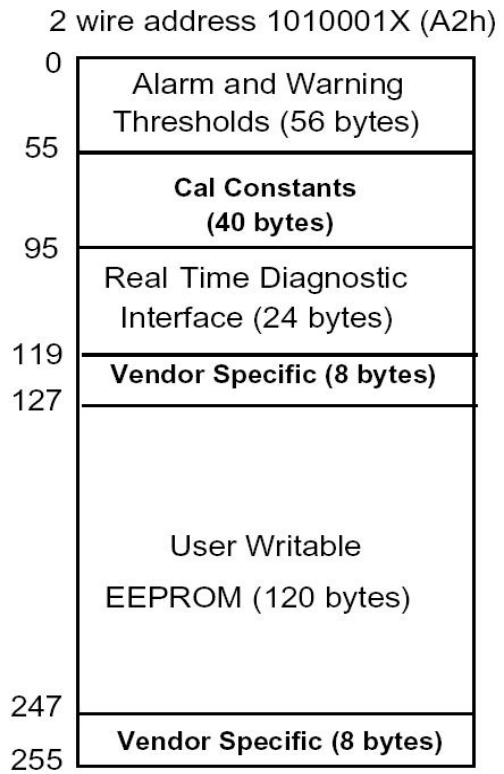 2 wire address 1010001X (A2h)
0
Alarm and Warning
Thresholds (56 bytes)
55
Cal Constants
(40 bytes)
95
Real Time Diagnostic
Interface (24 bytes)
119
Vendor Specific (8 bytes)
127
User Writable
EEPROM (120 bytes)
247
Vendor Specific (8 bytes)
255